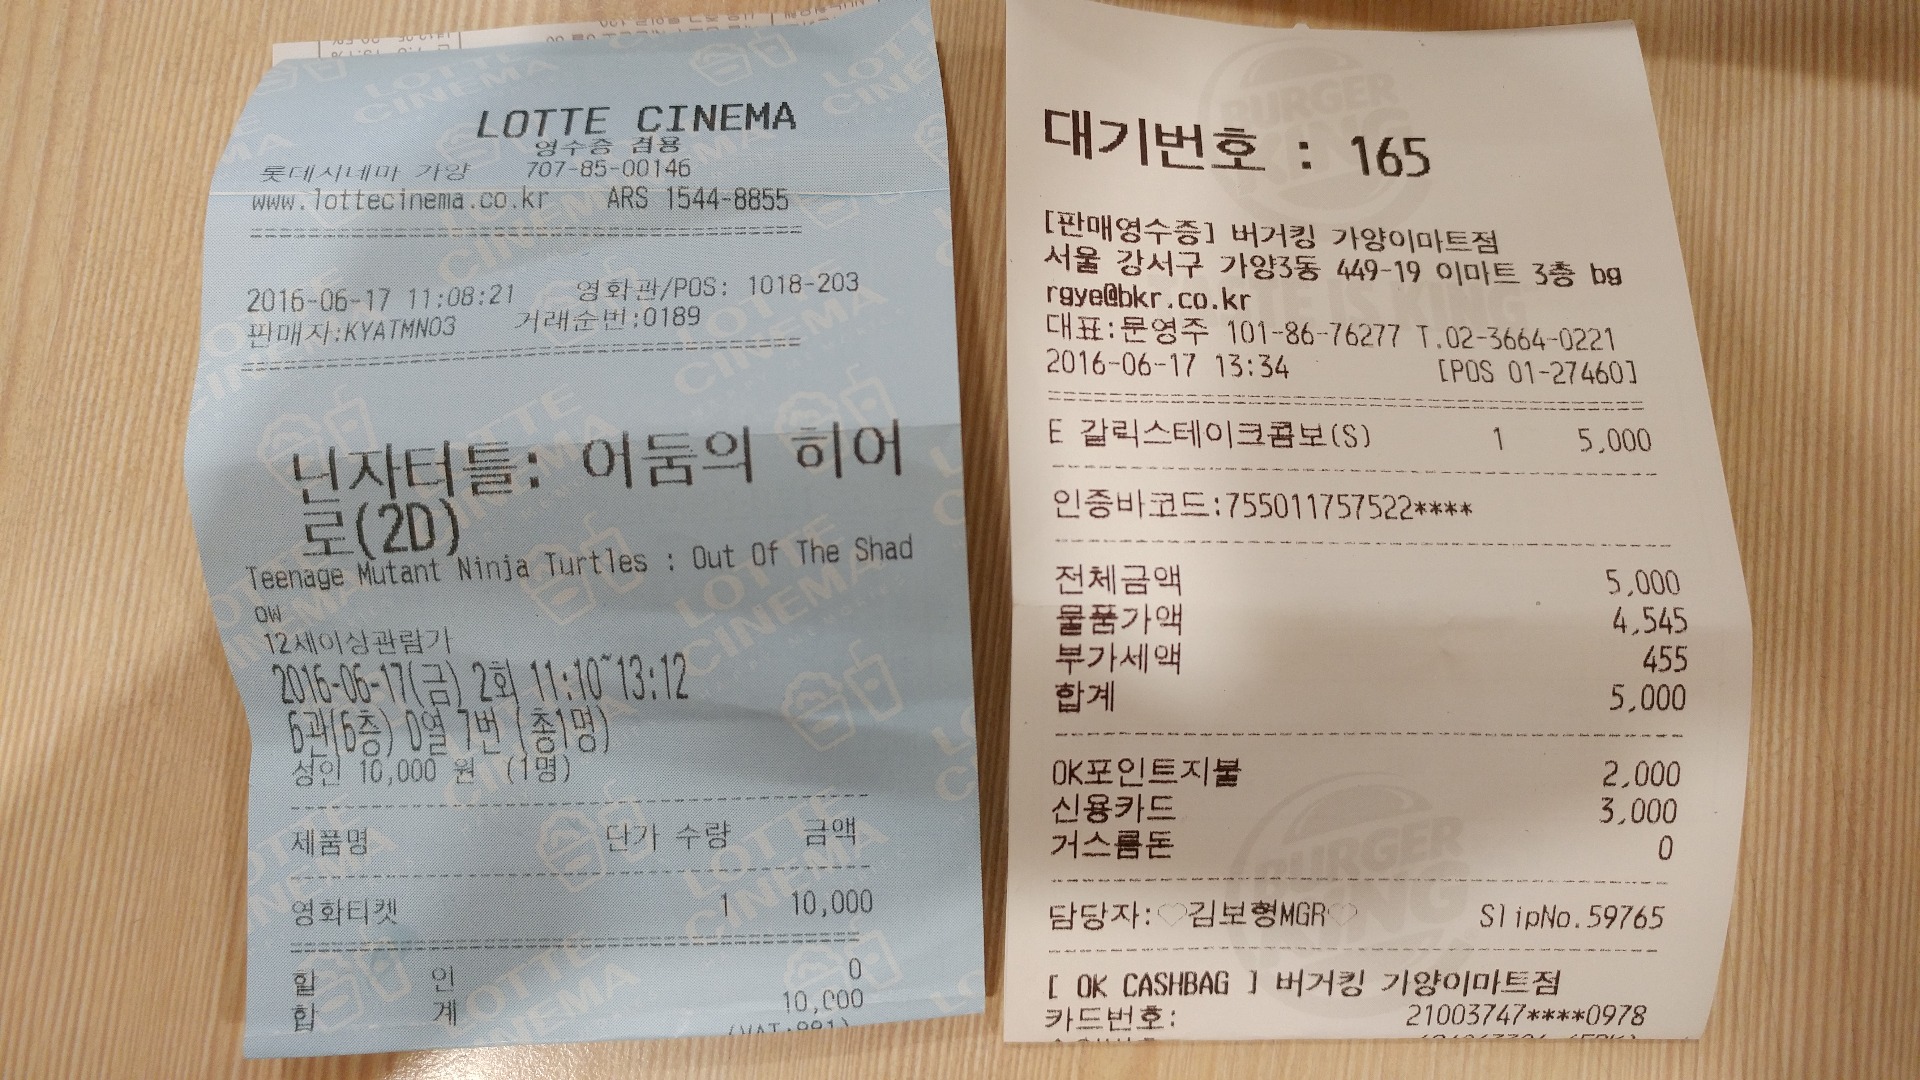 LOTTE CINEMA
영수증 겸용
롯데시네마 가양 707-85-00146
www.lottecinema.co.kr ARS 1544-8855
2016-06-17 11:08:21 영화관/POS: 1018-203
판매자:KYATMN03 거래순번:0189
닌자터틀: 어둠의 히어
로(2D)
Teenage Mutant Ninja Turtles : Out Of The Shad
ow
12세이상관람가
2016-06-17(금) 2회 11:10~13:12
6관(6층) O열 7번 (총1명)
성인 10,000 원 (1명)
제품명 단가 수량 금액
영화티켓 1 10,000
할 인 0
합 계 10,000
(VAT:991)
BURGER KING
대기번호 : 165
[판매영수증] 버거킹 가양이마트점
서울 강서구 가양3동 449-19 이마트 3층 bg
rgye@bkr.co.kr
대표:문영주 101-86-76277 T.02-3664-0221
2016-06-17 13:34 [POS 01-27460]
E 갈릭스테이크콤보(S) 1 5,000
인증바코드:755011757522****
전체금액 5,000
물품가액 4,545
부가세액 455
합계 5,000
OK포인트지불 2,000
신용카드 3,000
거스름돈 0
담당자:♡김보형MGR♡ SlipNo.59765
[ OK CASHBAG ] 버거킹 가양이마트점
카드번호: 21003747****0978